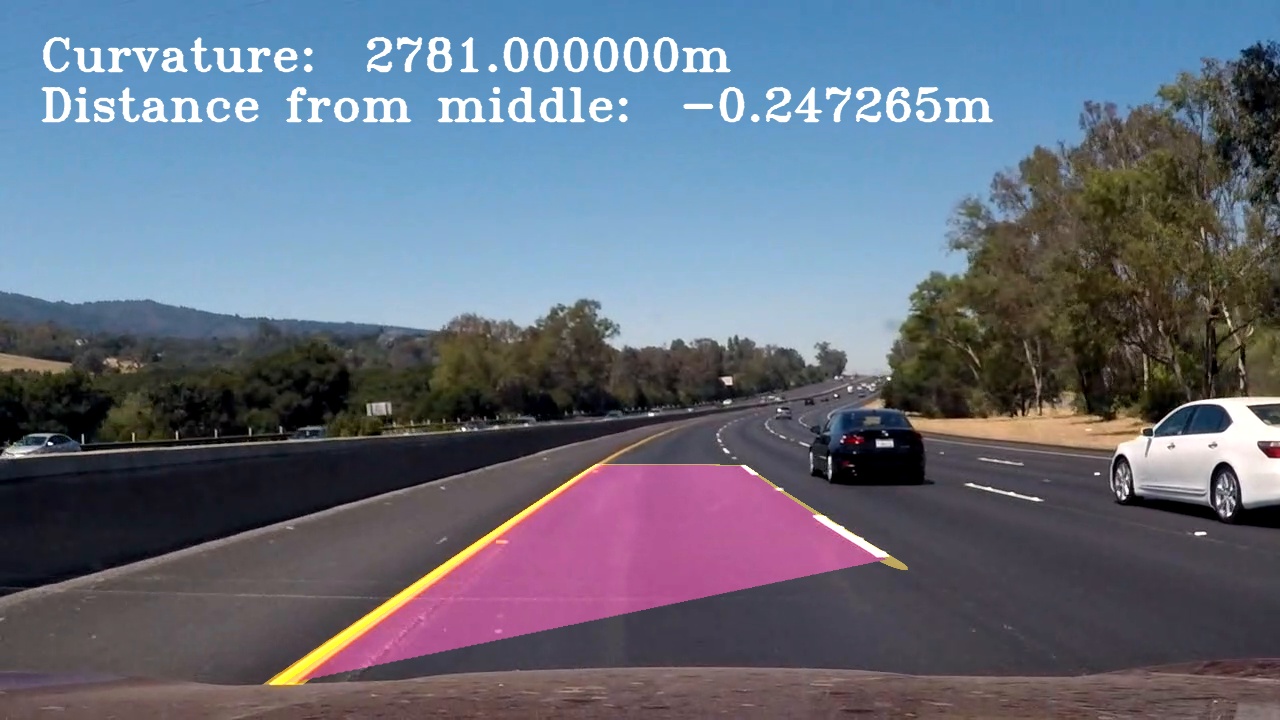 Curvature: 2781.000000m
Distance from middle: −0.247265m